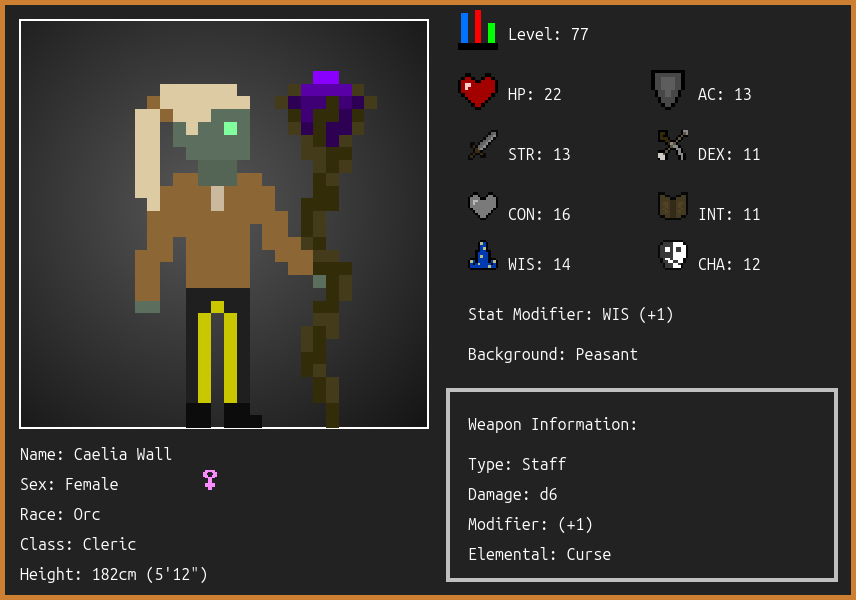 Level: 77
HP: 22
AC: 13
STR: 13
DEX: 11
CON: 16
INT: 11
WIS: 14
CHA: 12
Stat Modifier: WIS (+1)
Background: Peasant
Weapon Information:
Type: Staff
Damage: d6
Modifier: (+1)
Elemental: Curse
Name: Caelia Wall
Sex: Female
Race: Orc
Class: Cleric
Height: 182cm (5'12")